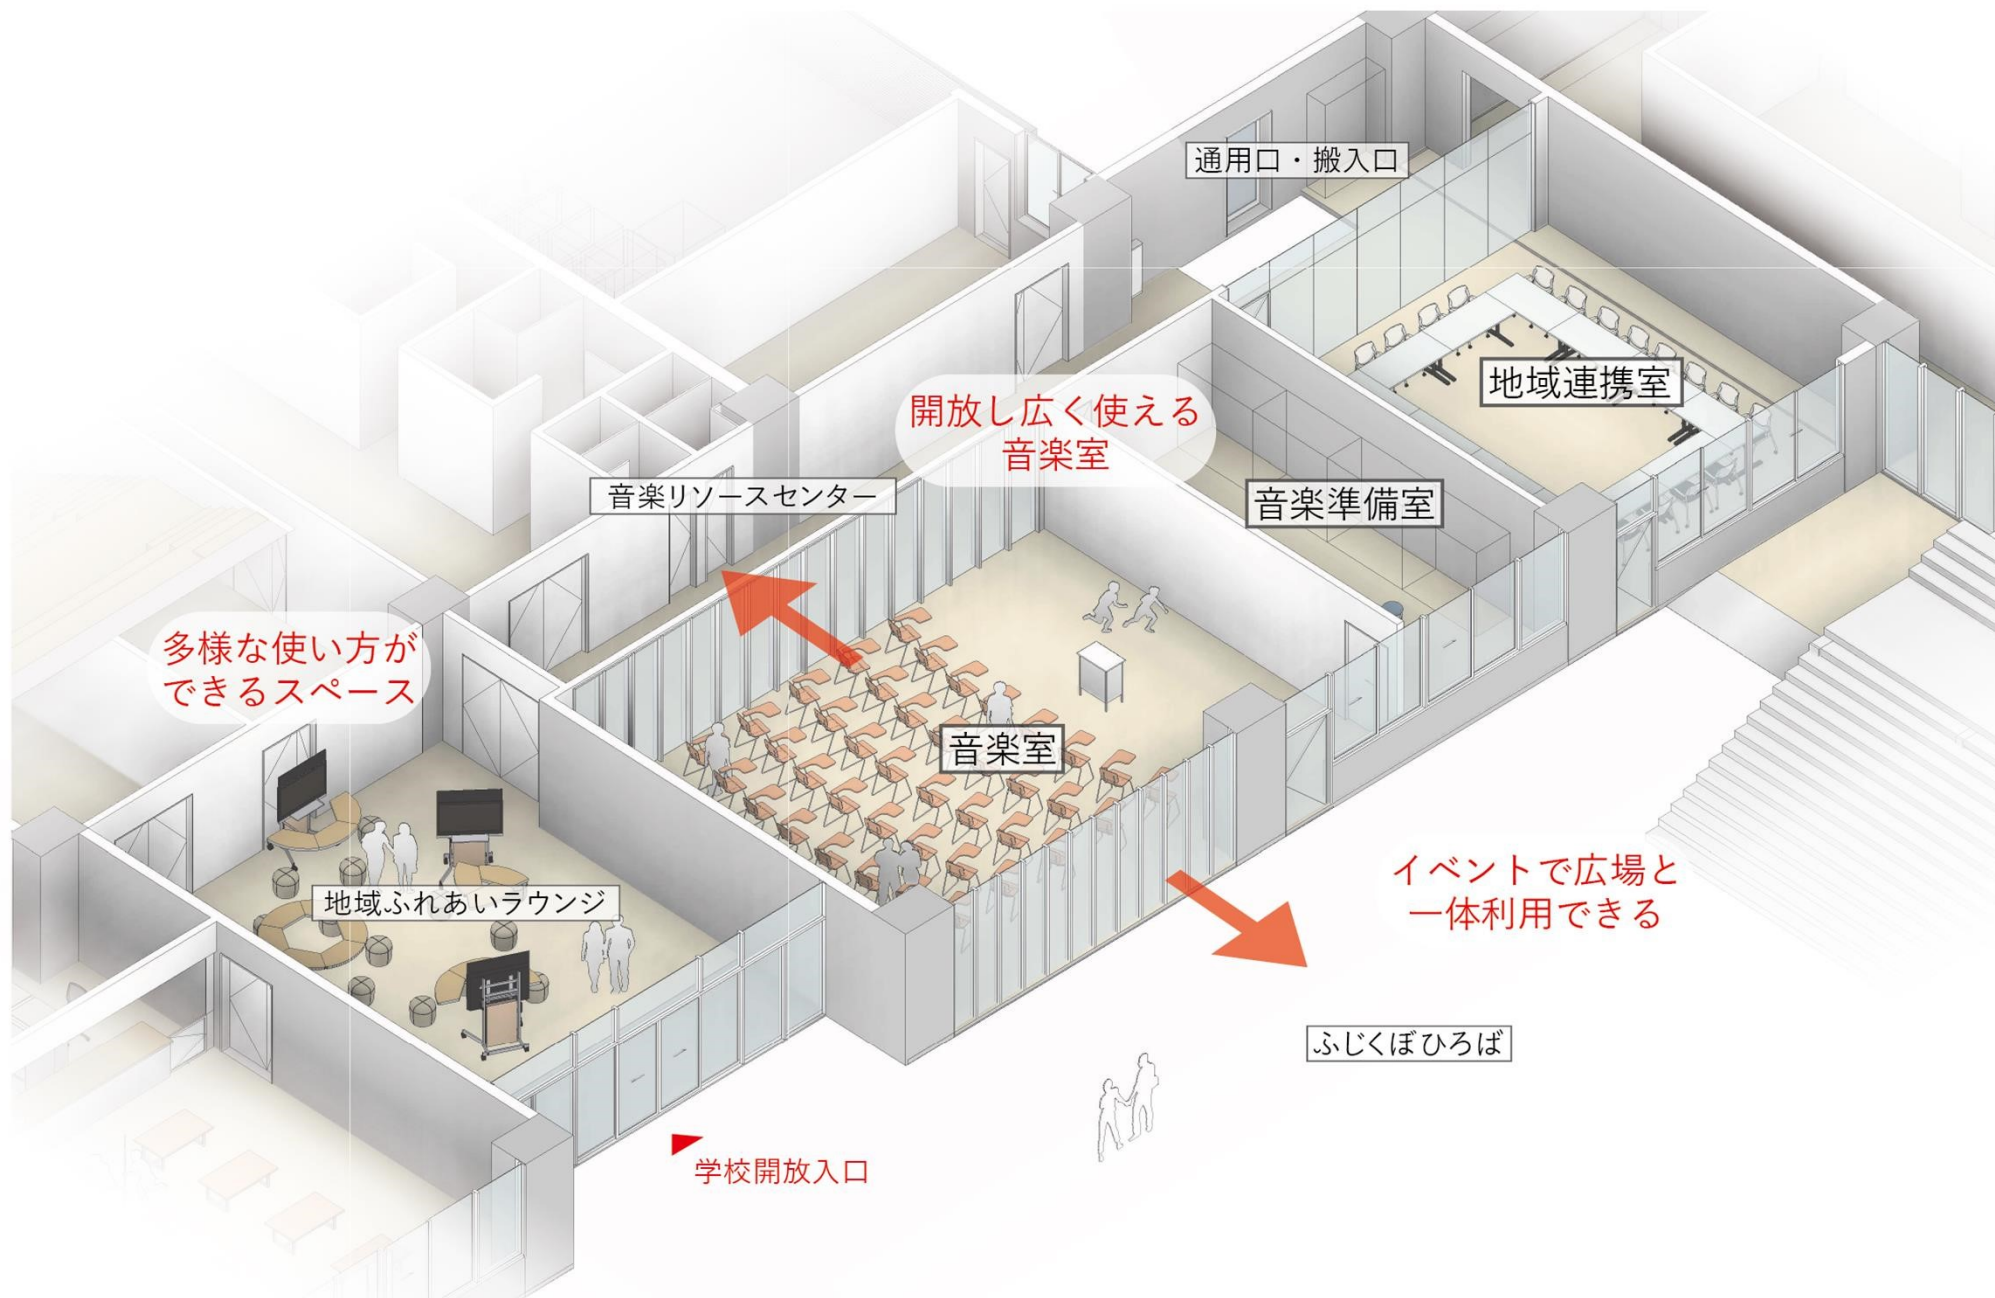 通用口・搬入口
地域連携室
開放し広く使える
音楽室
音楽リソースセンター
音楽準備室
多様な使い方が
できるスペース
音楽室
地域ふれあいラウンジ
イベントで広場と
一体利用できる
ふじくぼひろば
学校開放入口